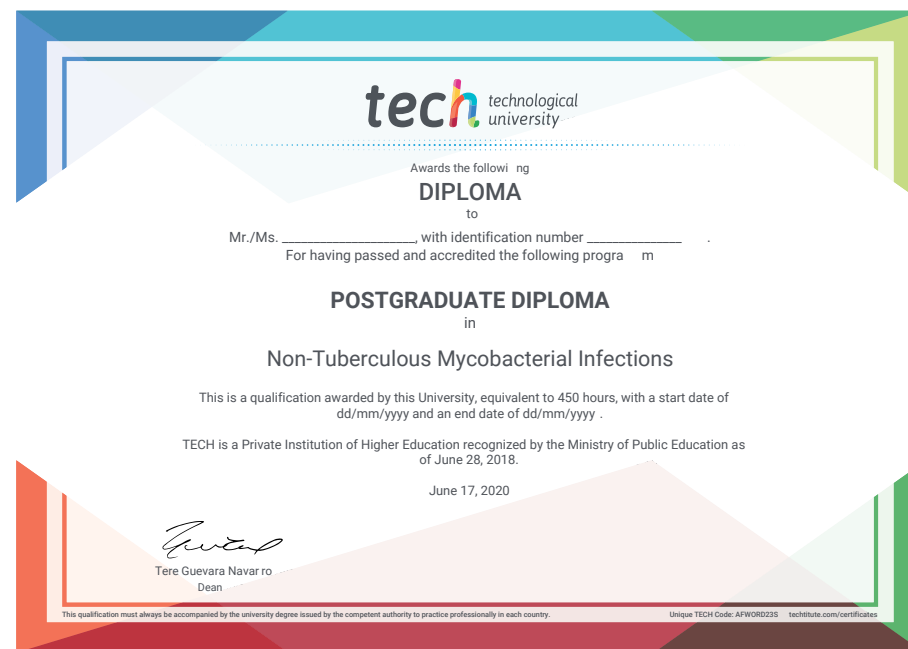 tech technological
university
Awards the followi ng
DIPLOMA
to
Mr./Ms. ____________________, with identification number ______________ .
For having passed and accredited the following progra m
POSTGRADUATE DIPLOMA
in
Non-Tuberculous Mycobacterial Infections
This is a qualification awarded by this University, equivalent to 450 hours, with a start date of
dd/mm/yyyy and an end date of dd/mm/yyyy .
TECH is a Private Institution of Higher Education recognized by the Ministry of Public Education as
of June 28, 2018.
June 17, 2020
Tere Guevara Navar ro
Dean
This qualification must always be accompanied by the university degree issued by the competent authority to practice professionally in each country. Unique TECH Code: AFWORD23S techtitute.com/certificates